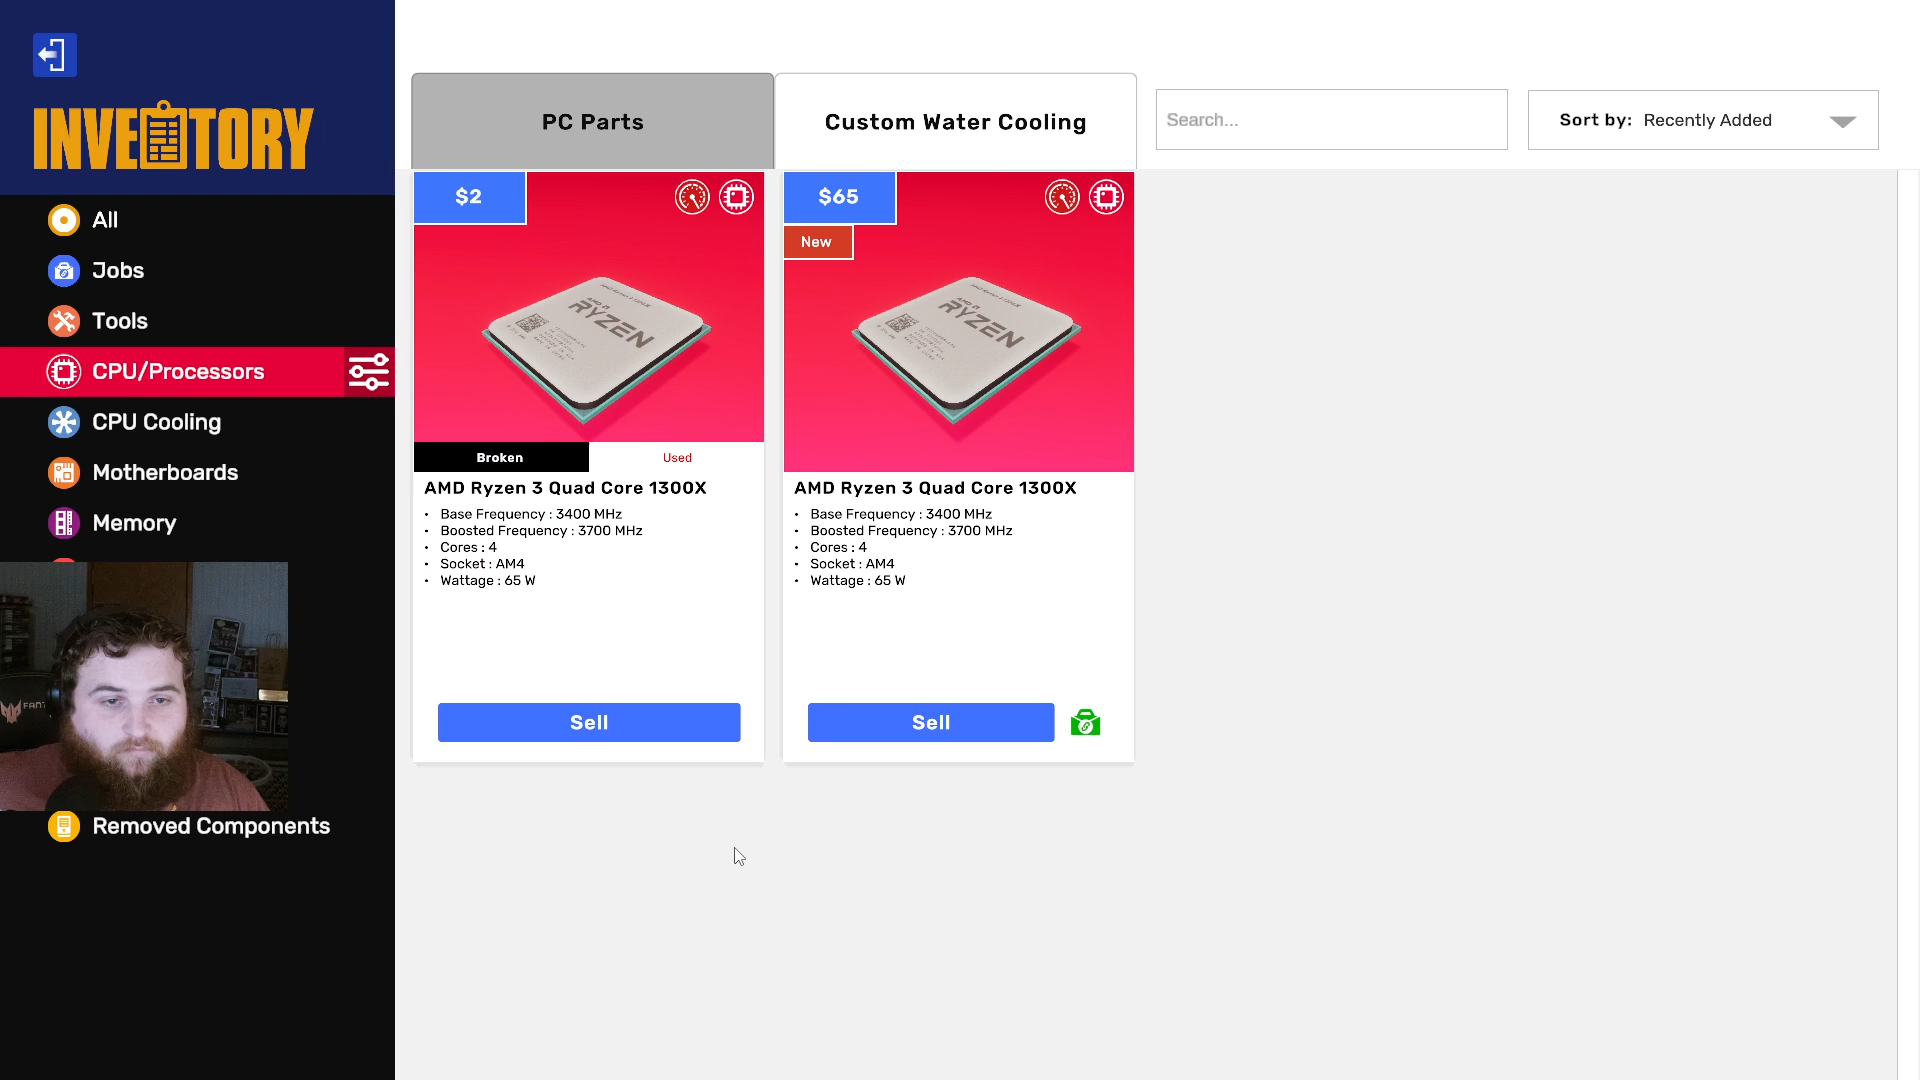 INVENTORY
All
Jobs
Tools
CPU/Processors
CPU Cooling
Motherboards
Memory
Removed Components
PC Parts
Custom Water Cooling
Search...
Sort by: Recently Added
$2
RYZEN
Broken
Used
AMD Ryzen 3 Quad Core 1300X
• Base Frequency : 3400 MHz
• Boosted Frequency : 3700 MHz
• Cores : 4
• Socket : AM4
• Wattage : 65 W
Sell
$65
New
RYZEN
AMD Ryzen 3 Quad Core 1300X
• Base Frequency : 3400 MHz
• Boosted Frequency : 3700 MHz
• Cores : 4
• Socket : AM4
• Wattage : 65 W
Sell